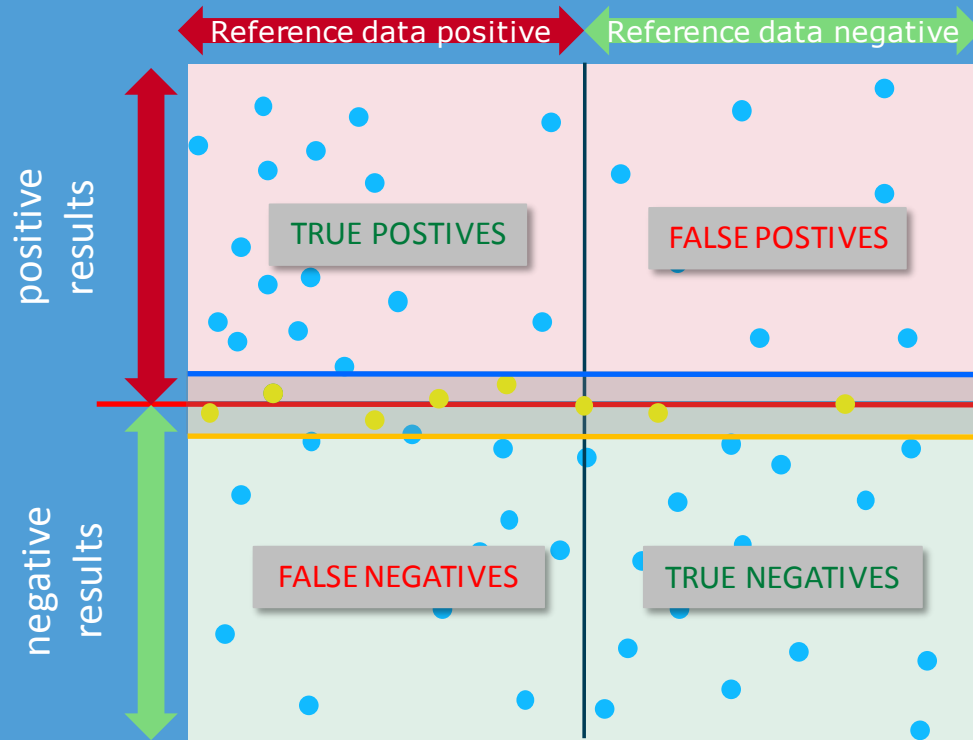 Reference data positive
Reference data negative
positive
results
TRUE POSTIVES
FALSE POSTIVES
negative
results
FALSE NEGATIVES
TRUE NEGATIVES